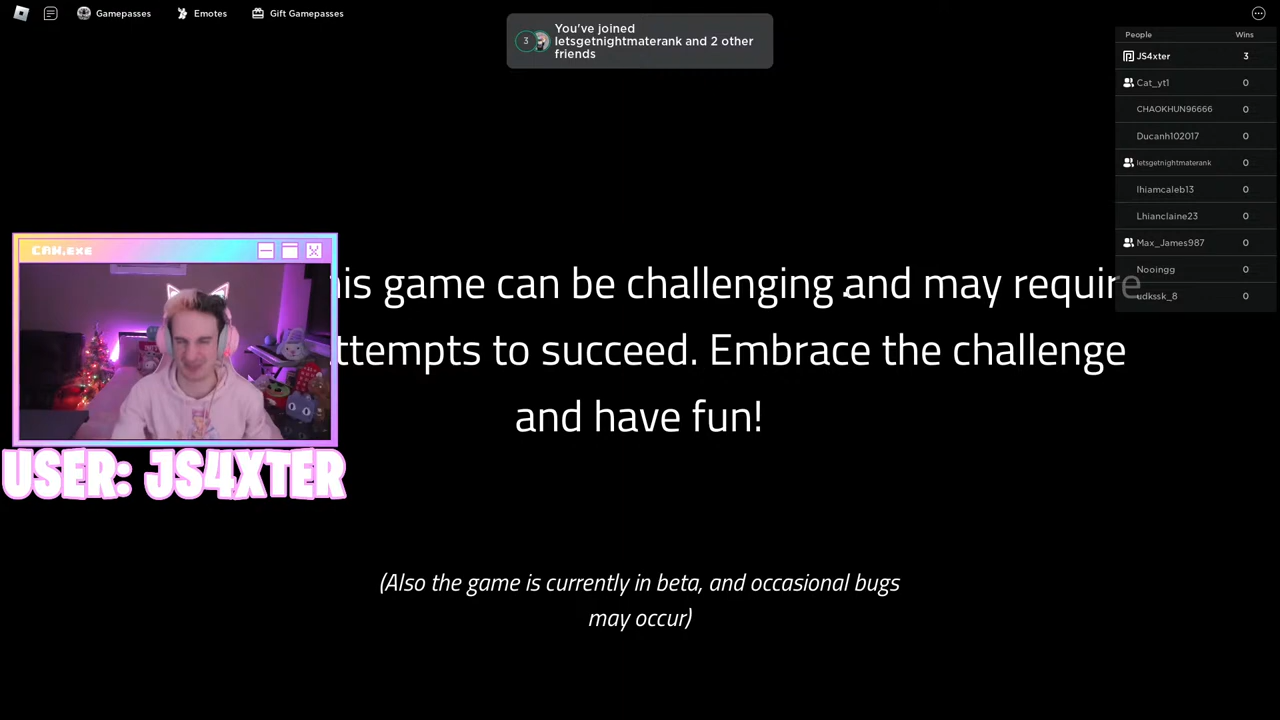 Gamepasses
Emotes
Gift Gamepasses
You've joined
letsgetnightmaterank and 2 other
friends
3
People Wins
JS4xter 3
Cat_yt1 0
CHAOKHUN96666 0
Ducanh102017 0
letsgetnightmaterank 0
lhiamcaleb13 0
Lhianclaine23 0
Max_James987 0
Nooingg 0
udkssk_8 0
CAM.EXE
his game can be challenging and may require
ttempts to succeed. Embrace the challenge
and have fun!
USER: JS4XTER
(Also the game is currently in beta, and occasional bugs
may occur)